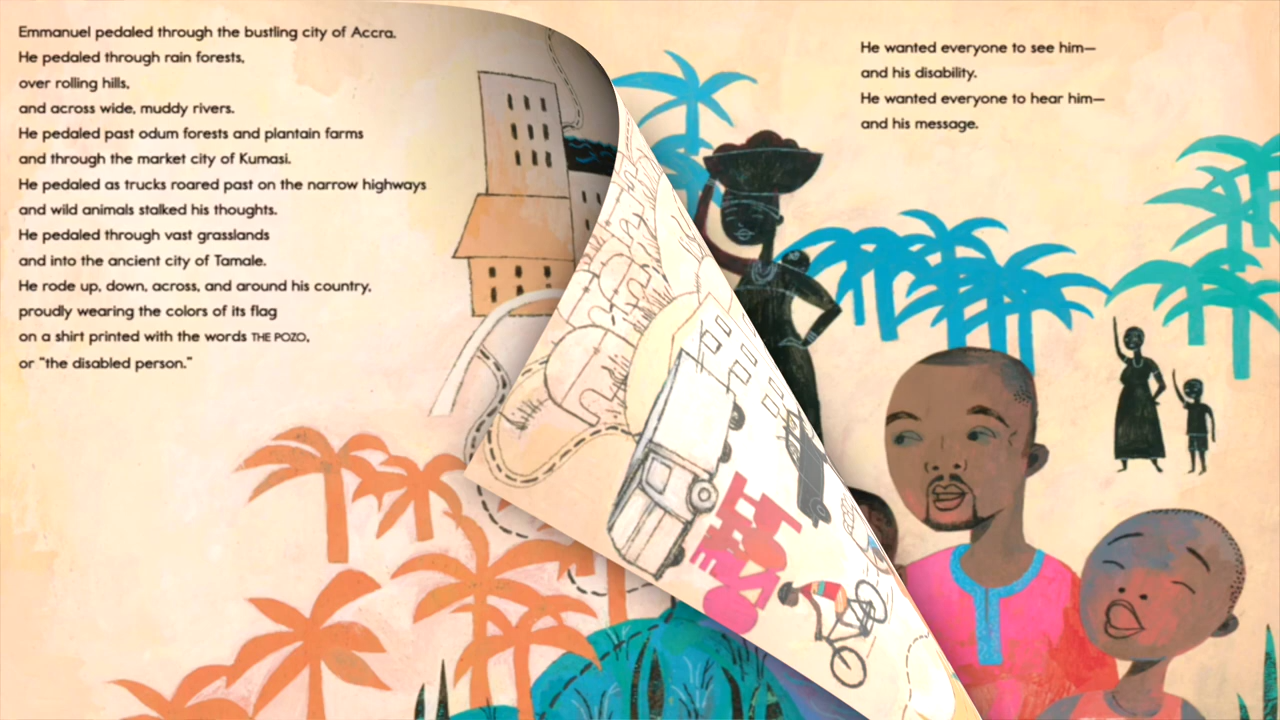 Emmanuel pedaled through the bustling city of Accra.
He pedaled through rain forests,
over rolling hills,
and across wide, muddy rivers.
He pedaled past odum forests and plantain farms
and through the market city of Kumasi.
He pedaled as trucks roared past on the narrow highways
and wild animals stalked his thoughts.
He pedaled through vast grasslands
and into the ancient city of Tamale.
He rode up, down, across, and around his country,
proudly wearing the colors of its flag
on a shirt printed with the words THE POZO,
or "the disabled person."
He wanted everyone to see him—
and his disability.
He wanted everyone to hear him—
and his message.